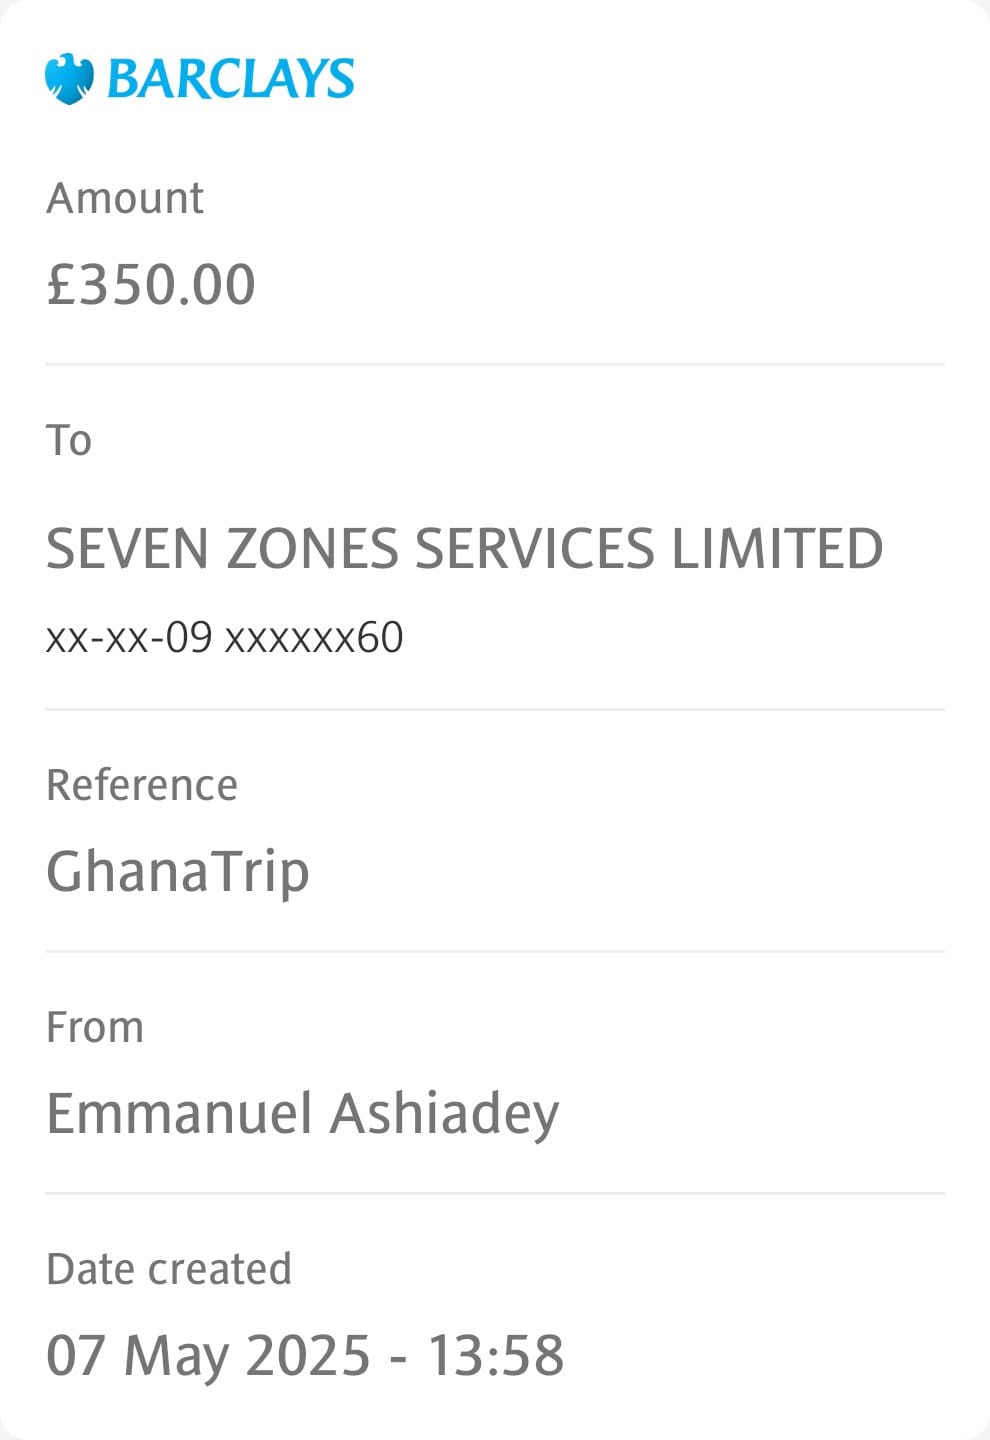 BARCLAYS
Amount
£350.00
To
SEVEN ZONES SERVICES LIMITED
xx-xx-09 xxxxxx60
Reference
GhanaTrip
From
Emmanuel Ashiadey
Date created
07 May 2025 - 13:58